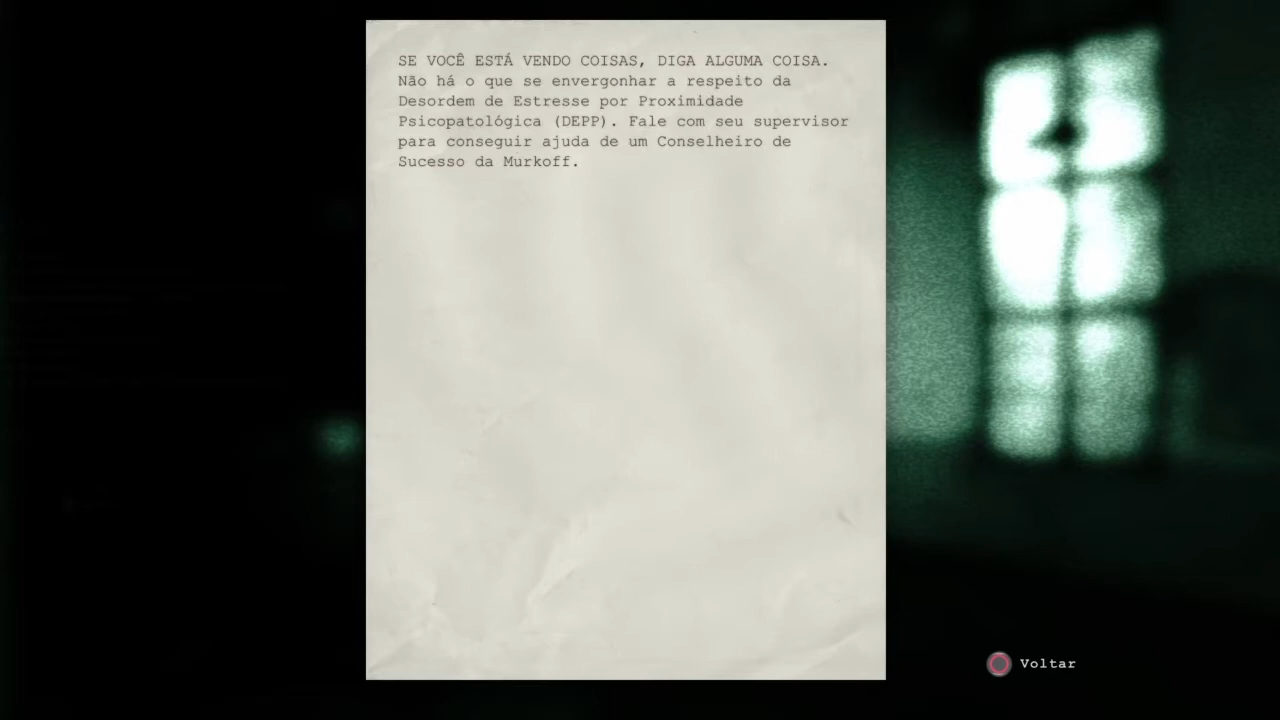 SE VOCÊ ESTÁ VENDO COISAS, DIGA ALGUMA COISA.
Não há o que se envergonhar a respeito da
Desordem de Estresse por Proximidade
Psicopatológica (DEPP). Fale com seu supervisor
para conseguir ajuda de um Conselheiro de
Sucesso da Murkoff.
Voltar